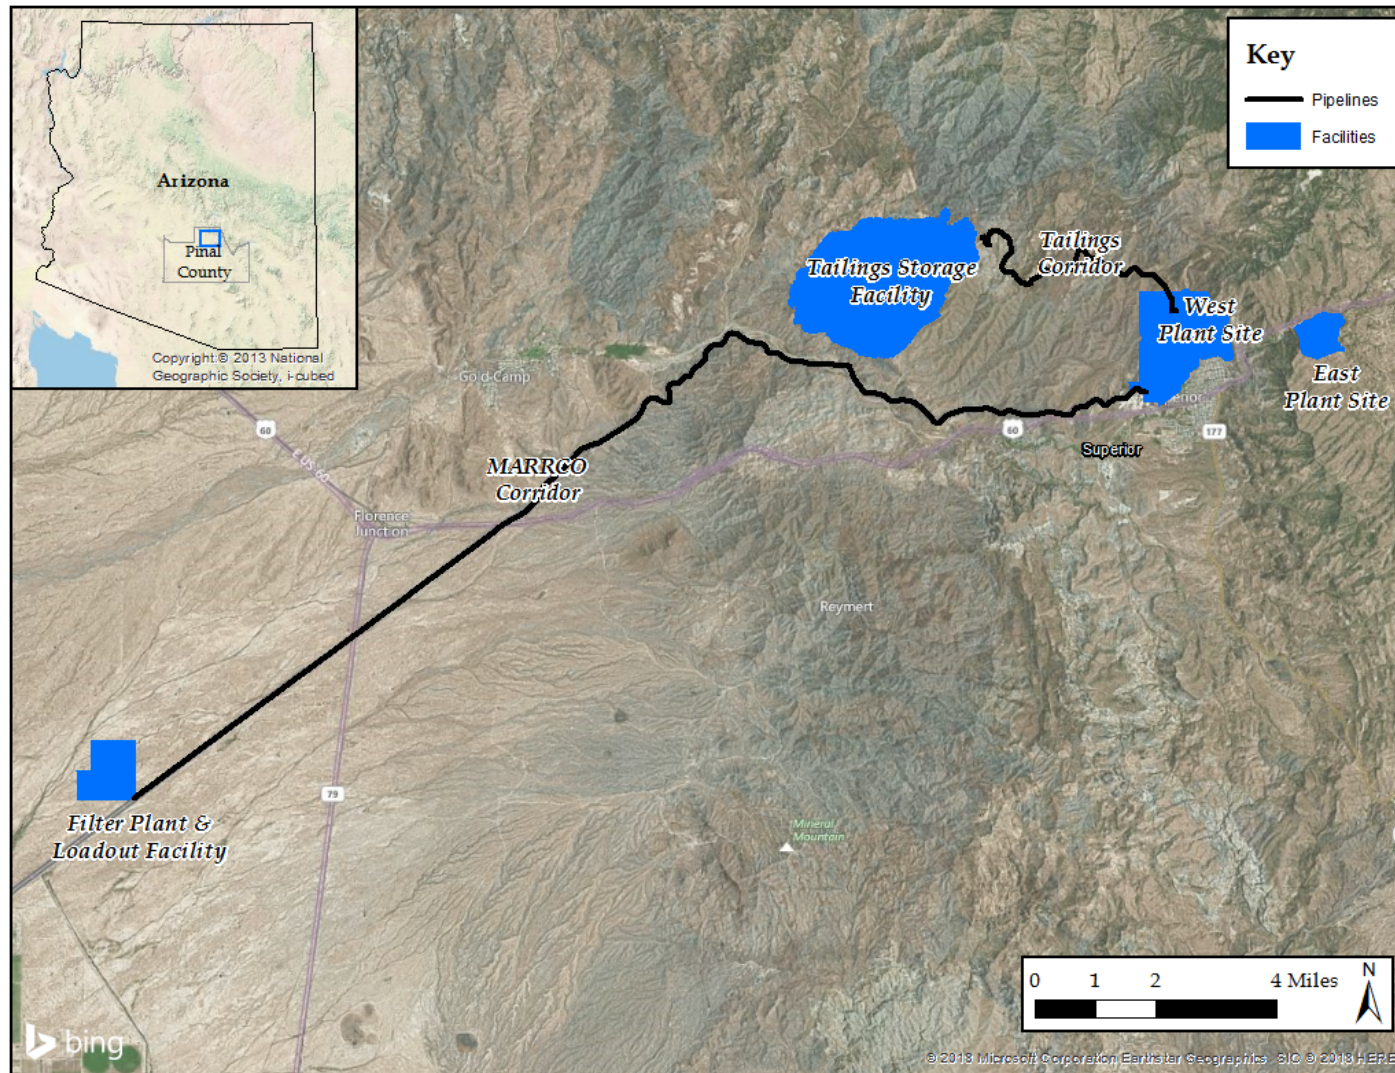 Arizona
Pinal
County
Copyright:© 2013 National
Geographic Society, i-cubed
Key
Pipelines
Facilities
Tailings
Corridor
Tailings Storage
Facility
West
Plant Site
East
Plant Site
Gold Camp
60
E US 60
60
177
Superior
MARRCO
Corridor
Florence
Junction
Reymert
79
Mineral
Mountain
Filter Plant &
Loadout Facility
0 1 2 4 Miles
N
bing
© 2018 Microsoft Corporation Earthstar Geographics SIO © 2018 HERE